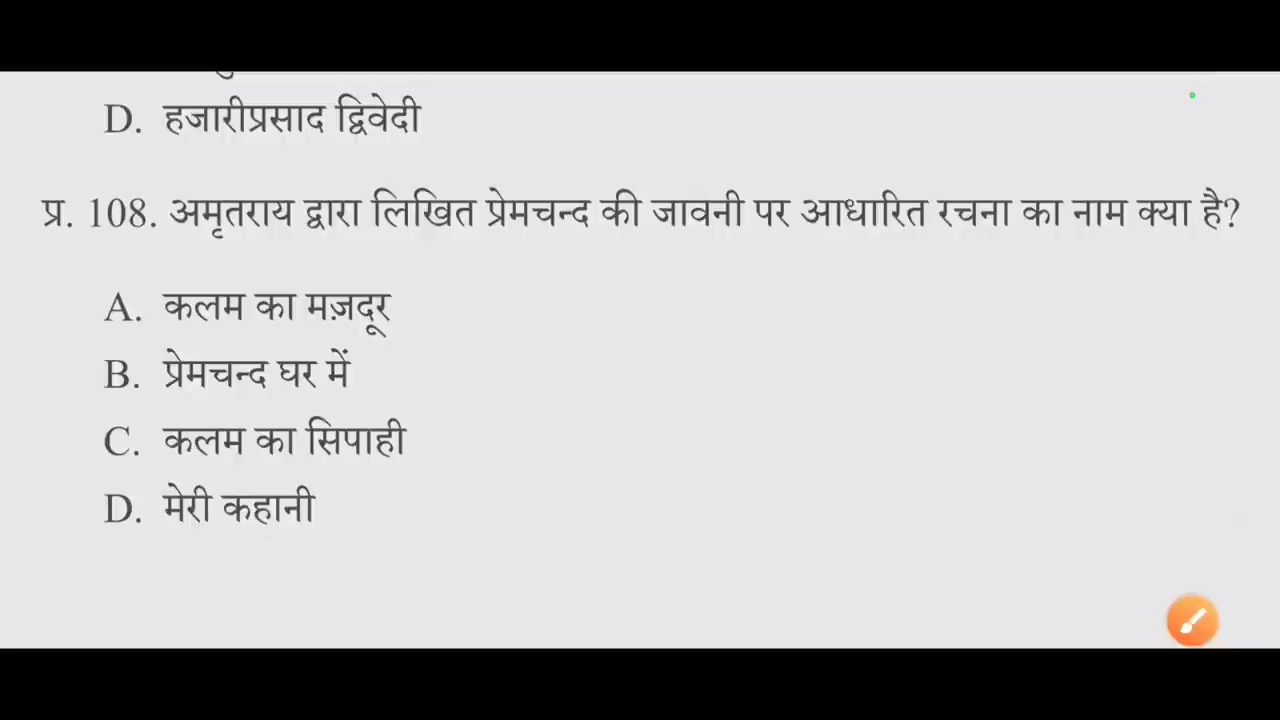 D. हजारीप्रसाद द्विवेदी
प्र. 108. अमृतराय द्वारा लिखित प्रेमचन्द की जावनी पर आधारित रचना का नाम क्या है?
A. कलम का मज़दूर
B. प्रेमचन्द घर में
C. कलम का सिपाही
D. मेरी कहानी